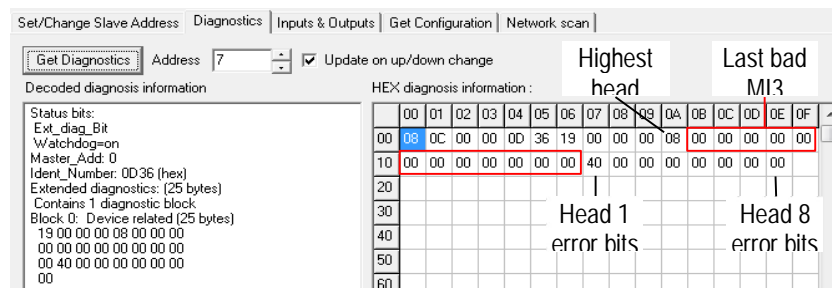 Set/Change Slave Address Diagnostics Inputs & Outputs Get Configuration Network scan
Get Diagnostics Address 7 Update on up/down change
Decoded diagnosis information
Status bits:
Ext_diag_Bit
Watchdog=on
Master_Add: 0
Ident_Number: 0D36 (hex)
Extended diagnostics: (25 bytes)
Contains 1 diagnostic block
Block 0: Device related (25 bytes)
19 00 00 00 08 00 00 00
00 00 00 00 00 00 00 00
00 40 00 00 00 00 00 00
00
HEX diagnosis information :
Highest
head
Last bad
MI3
00 01 02 03 04 05 06 07 08 09 0A 0B 0C 0D 0E 0F
00 08 0C 00 00 0D 36 19 00 00 00 08 00 00 00 00 00
10 00 00 00 00 00 00 00 40 00 00 00 00 00 00 00
20
30
40
50
60
Head 1
error bits
Head 8
error bits